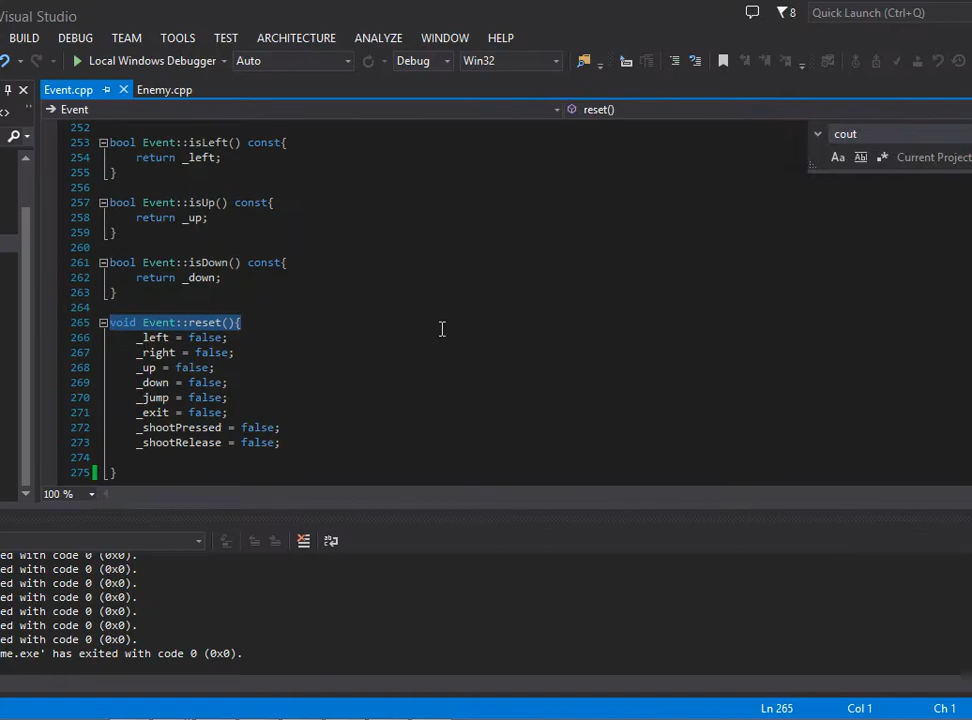 Visual Studio
8
Quick Launch (Ctrl+Q)
BUILD DEBUG TEAM TOOLS TEST ARCHITECTURE ANALYZE WINDOW HELP
Local Windows Debugger Auto Debug Win32
Event.cpp Enemy.cpp
Event reset()
cout
Aa Ab Current Project
252
253 bool Event::isLeft() const{
254 return _left;
255 }
256
257 bool Event::isUp() const{
258 return _up;
259 }
260
261 bool Event::isDown() const{
262 return _down;
263 }
264
265 void Event::reset(){
266 _left = false;
267 _right = false;
268 _up = false;
269 _down = false;
270 _jump = false;
271 _exit = false;
272 _shootPressed = false;
273 _shootRelease = false;
274
275 }
100 %
ed with code 0 (0x0).
ed with code 0 (0x0).
ed with code 0 (0x0).
ed with code 0 (0x0).
ed with code 0 (0x0).
ed with code 0 (0x0).
ed with code 0 (0x0).
me.exe' has exited with code 0 (0x0).
Ln 265 Col 1 Ch 1